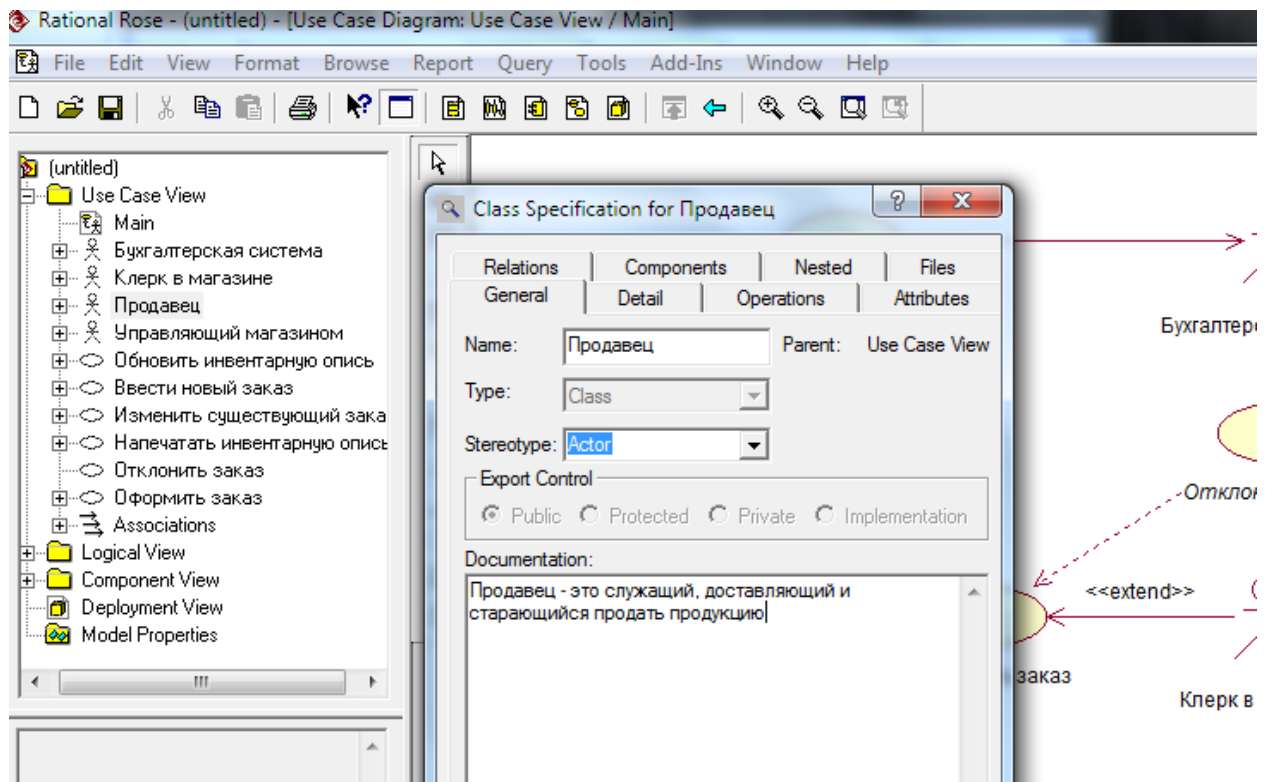 Rational Rose - (untitled) - [Use Case Diagram: Use Case View / Main]
File Edit View Format Browse Report Query Tools Add-Ins Window Help
(untitled)
Use Case View
Main
Бухгалтерская система
Клерк в магазине
Продавец
Управляющий магазином
Обновить инвентарную опись
Ввести новый заказ
Изменить существующий зака
Напечатать инвентарную опись
Отклонить заказ
Оформить заказ
Associations
Logical View
Component View
Deployment View
Model Properties
Class Specification for Продавец
Relations Components Nested Files
General Detail Operations Attributes
Name: Продавец Parent: Use Case View
Type: Class
Stereotype: Actor
Export Control
Public Protected Private Implementation
Documentation:
Продавец - это служащий, доставляющий и
старающийся продать продукцию
Бухгалтер
Отклон
<<extend>>
заказ
Клерк в